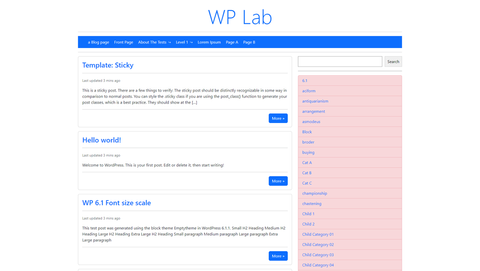 WP Lab
a Blog page Front Page About The Tests Level 1 Lorem Ipsum Page A Page B
Template: Sticky
Last updated 3 mins ago
This is a sticky post. There are a few things to verify: The sticky post should be distinctly recognizable in some way in
comparison to normal posts. You can style the .sticky class if you are using the post_class() function to generate your
post classes, which is a best practice. They should show at the [...]
More »
Hello world!
Last updated 3 mins ago
Welcome to WordPress. This is your first post. Edit or delete it, then start writing!
More »
WP 6.1 Font size scale
Last updated 3 mins ago
This test post was generated using the block theme Emptytheme in WordPress 6.1.1. Small H2 Heading Medium H2
Heading Large H2 Heading Extra Large H2 Heading Small paragraph Medium paragraph Large paragraph Extra
Large paragraph
More »
Search
6.1
aciform
antiquarianism
arrangement
asmodeus
Block
broder
buying
Cat A
Cat B
Cat C
championship
chastening
Child 1
Child 2
Child Category 01
Child Category 02
Child Category 03
Child Category 04